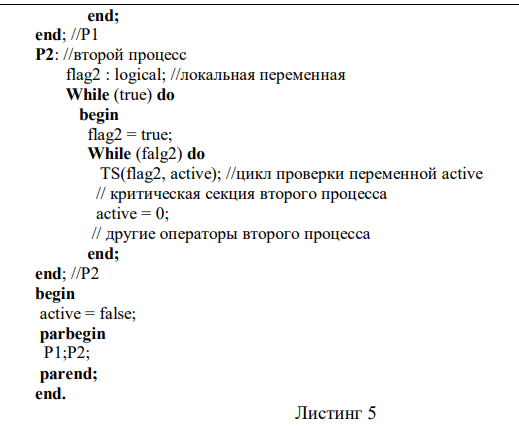 end;
end; //P1
P2: //второй процесс
flag2 : logical; //локальная переменная
While (true) do
begin
flag2 = true;
While (falg2) do
TS(flag2, active); //цикл проверки переменной active
// критическая секция второго процесса
active = 0;
// другие операторы второго процесса
end;
end; //P2
begin
active = false;
parbegin
P1;P2;
parend;
end.
Листинг 5